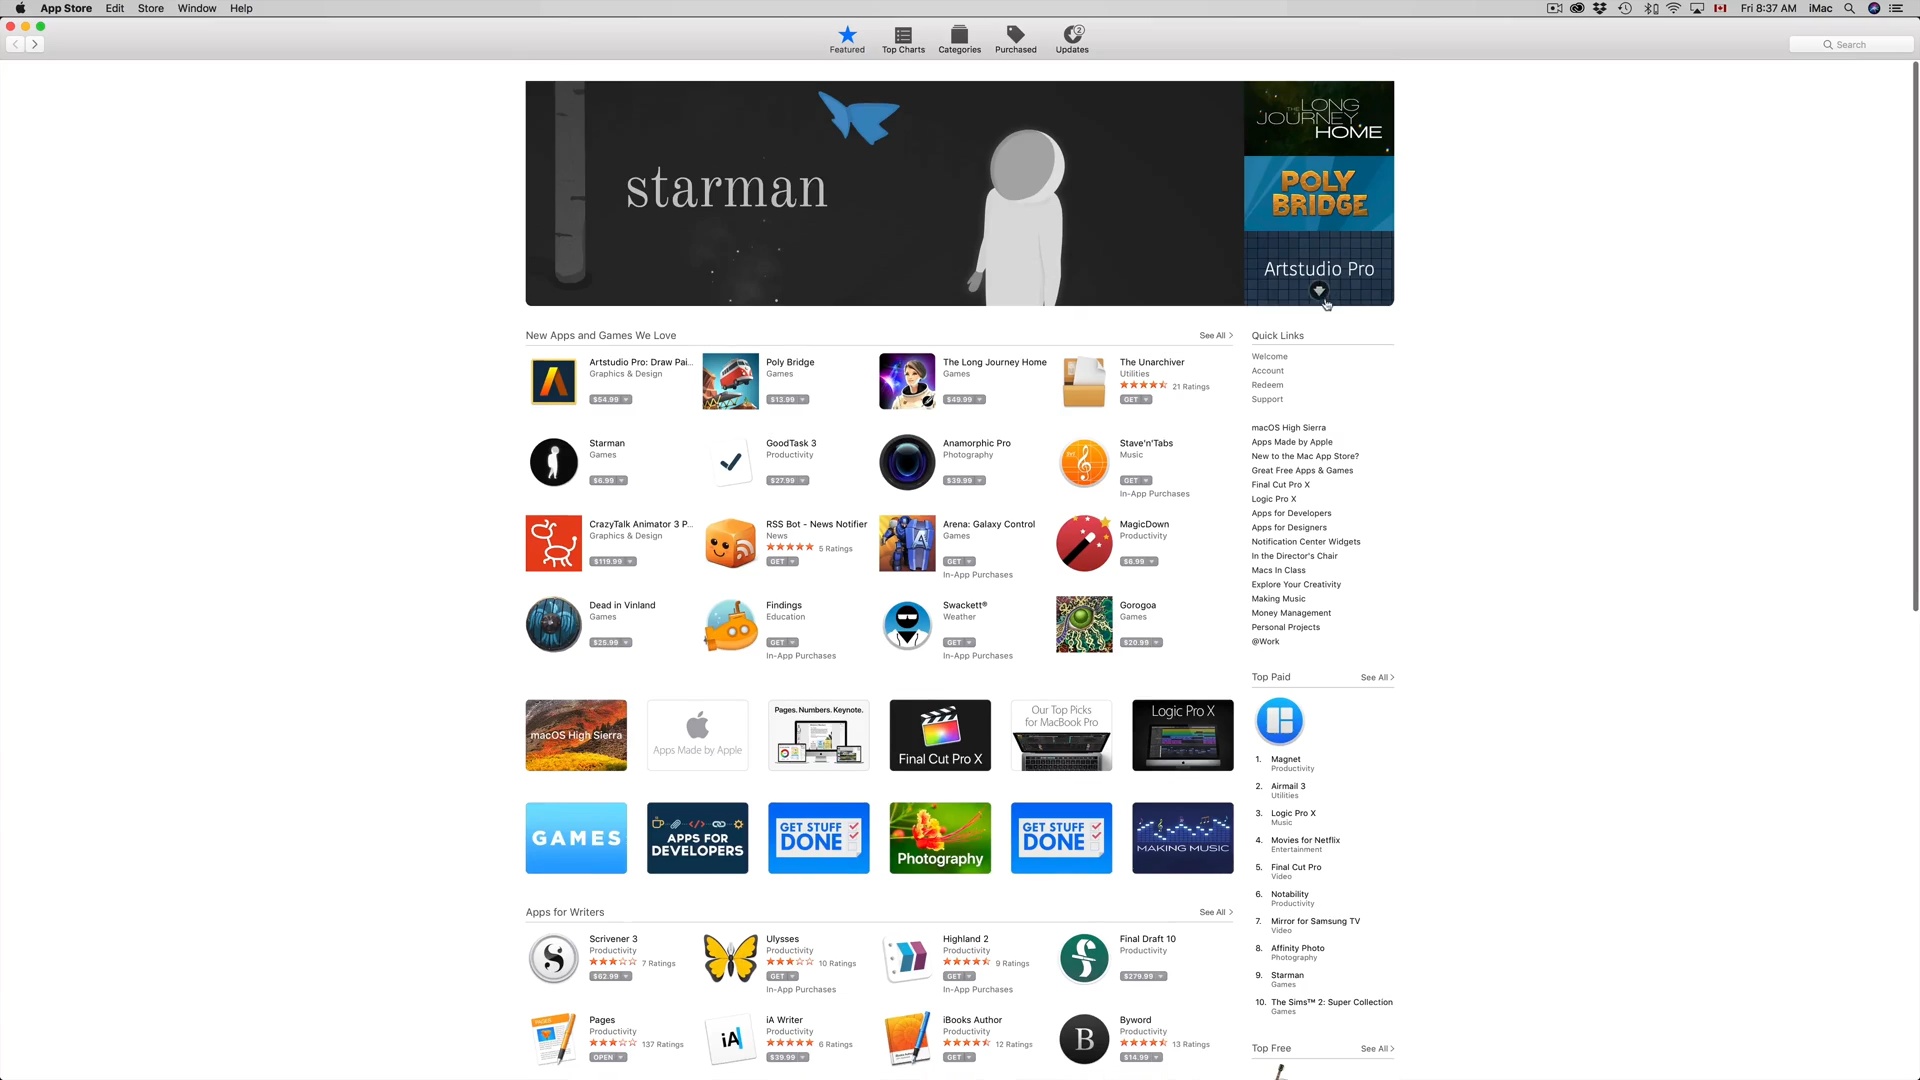 App Store Edit Store Window Help
Fri 8:37 AM iMac
Featured Top Charts Categories Purchased Updates
2
Search
starman
THE LONG JOURNEY HOME
POLY BRIDGE
Artstudio Pro
New Apps and Games We Love
See All >
Artstudio Pro: Draw Pai...
Graphics & Design
$54.99
Poly Bridge
Games
$13.99
The Long Journey Home
Games
$49.99
The Unarchiver
Utilities
21 Ratings
GET
Starman
Games
$6.99
GoodTask 3
Productivity
$27.99
Anamorphic Pro
Photography
$39.99
Stave'n'Tabs
Music
GET
In-App Purchases
CrazyTalk Animator 3 P...
Graphics & Design
$119.99
RSS Bot - News Notifier
News
5 Ratings
GET
Arena: Galaxy Control
Games
GET
In-App Purchases
MagicDown
Productivity
$6.99
Dead in Vinland
Games
$25.99
Findings
Education
GET
In-App Purchases
Swackett®
Weather
GET
In-App Purchases
Gorogoa
Games
$20.99
macOS High Sierra
Apps Made by Apple
Pages. Numbers. Keynote.
Final Cut Pro X
Our Top Picks
for MacBook Pro
Logic Pro X
GAMES
APPS FOR
DEVELOPERS
GET STUFF
DONE
Photography
GET STUFF
DONE
MAKING MUSIC
Apps for Writers
See All >
Scrivener 3
Productivity
7 Ratings
$62.99
Ulysses
Productivity
10 Ratings
GET
In-App Purchases
Highland 2
Productivity
9 Ratings
GET
In-App Purchases
Final Draft 10
Productivity
$279.99
Pages
Productivity
137 Ratings
OPEN
iA Writer
Productivity
6 Ratings
$39.99
iBooks Author
Productivity
12 Ratings
GET
Byword
Productivity
13 Ratings
$14.99
Quick Links
Welcome
Account
Redeem
Support
macOS High Sierra
Apps Made by Apple
New to the Mac App Store?
Great Free Apps & Games
Final Cut Pro X
Logic Pro X
Apps for Developers
Apps for Designers
Notification Center Widgets
In the Director's Chair
Macs In Class
Explore Your Creativity
Making Music
Money Management
Personal Projects
@Work
Top Paid
See All >
1. Magnet
Productivity
2. Airmail 3
Utilities
3. Logic Pro X
Music
4. Movies for Netflix
Entertainment
5. Final Cut Pro
Video
6. Notability
Productivity
7. Mirror for Samsung TV
Video
8. Affinity Photo
Photography
9. Starman
Games
10. The Sims™ 2: Super Collection
Games
Top Free
See All >